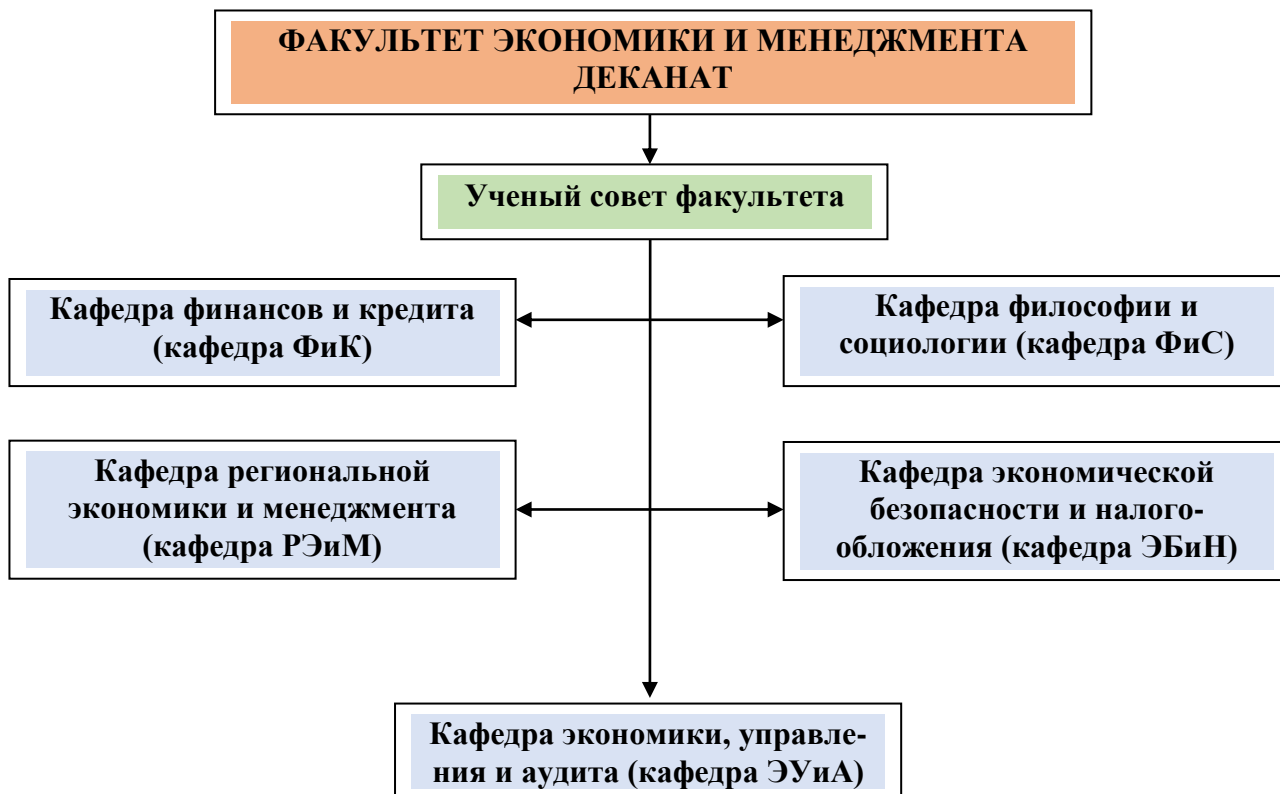 ФАКУЛЬТЕТ ЭКОНОМИКИ И МЕНЕДЖМЕНТА
ДЕКАНАТ
Ученый совет факультета
Кафедра финансов и кредита
(кафедра ФиК)
Кафедра философии и
социологии (кафедра ФиС)
Кафедра региональной
экономики и менеджмента
(кафедра РЭиМ)
Кафедра экономической
безопасности и налого-
обложения (кафедра ЭБиН)
Кафедра экономики, управле-
ния и аудита (кафедра ЭУиА)